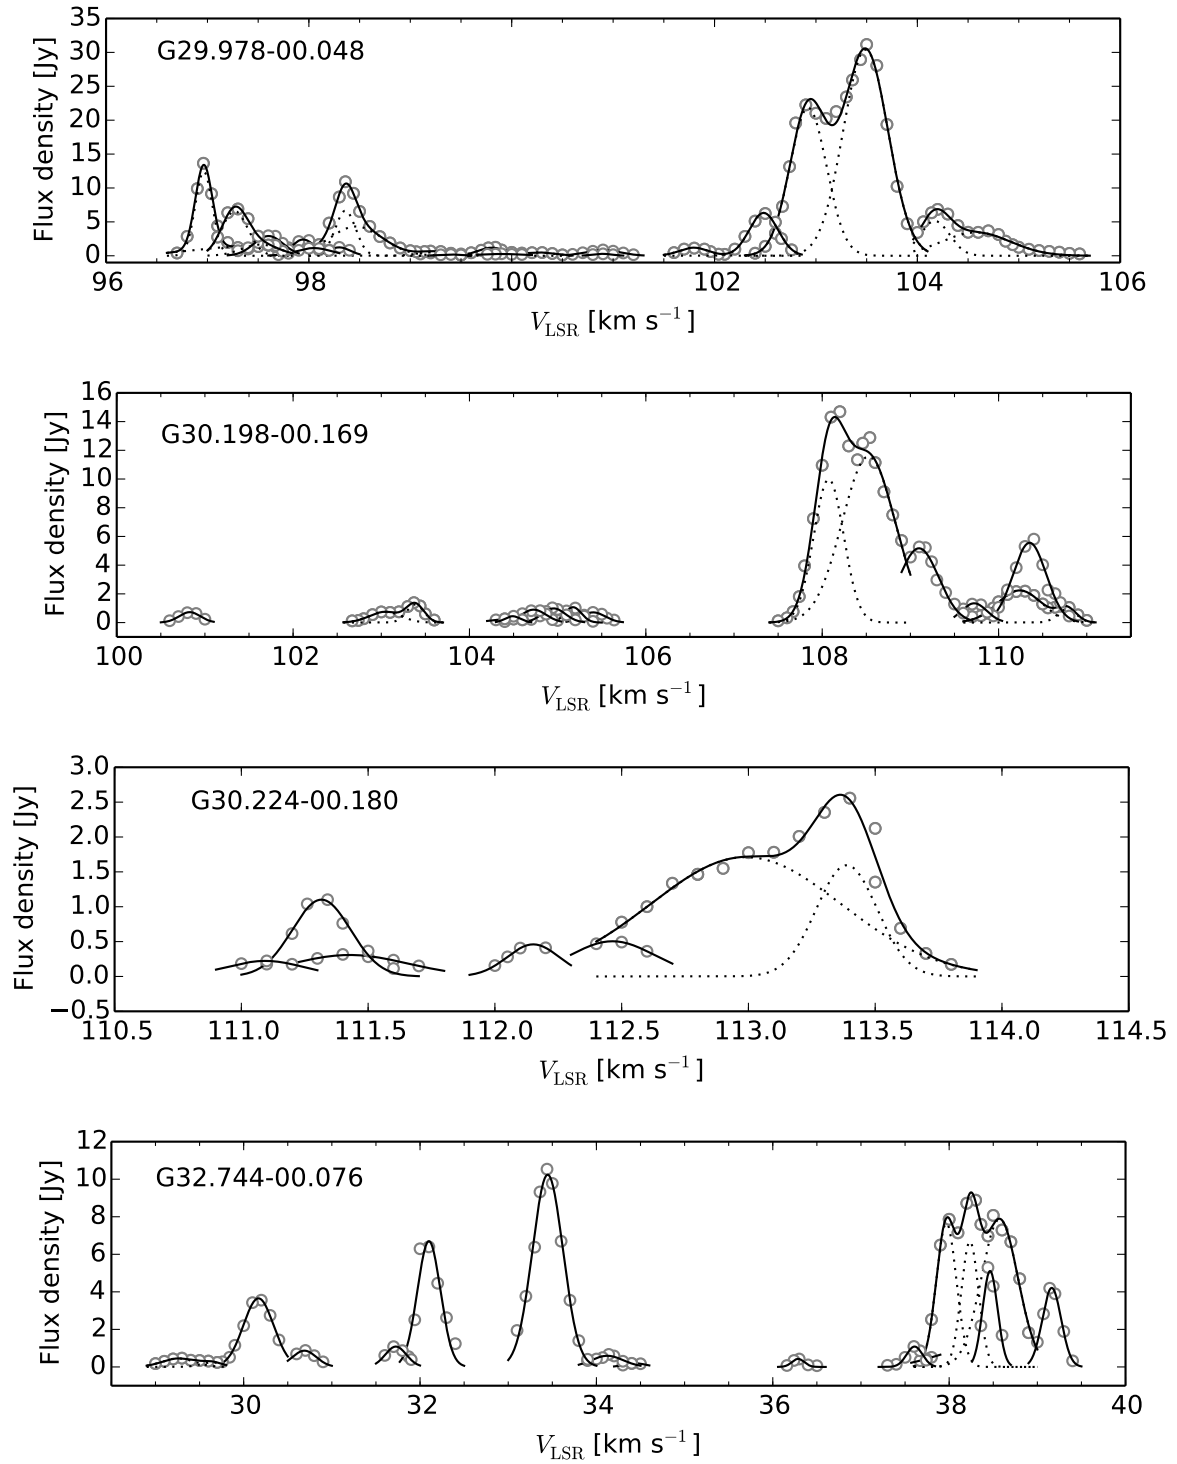 G29.978-00.048
Flux density [Jy]
35
30
25
20
15
10
5
0
96 98 100 102 104 106
V_LSR [km s⁻¹]
G30.198-00.169
Flux density [Jy]
16
14
12
10
8
6
4
2
0
100 102 104 106 108 110
V_LSR [km s⁻¹]
G30.224-00.180
Flux density [Jy]
3.0
2.5
2.0
1.5
1.0
0.5
0.0
−0.5
110.5 111.0 111.5 112.0 112.5 113.0 113.5 114.0 114.5
V_LSR [km s⁻¹]
G32.744-00.076
Flux density [Jy]
12
10
8
6
4
2
0
30 32 34 36 38 40
V_LSR [km s⁻¹]